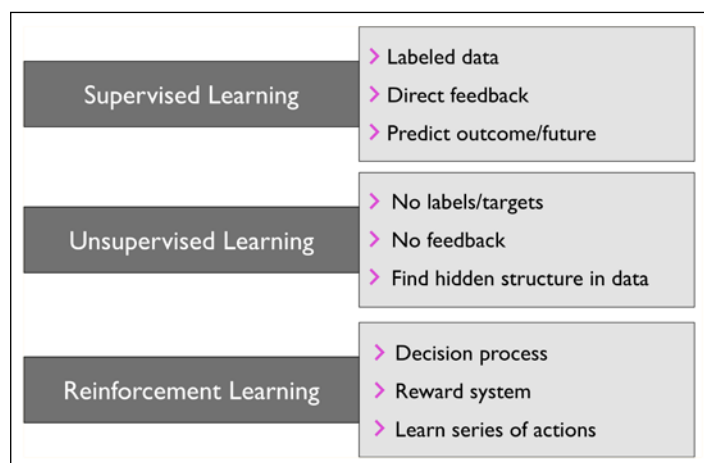 Supervised Learning
Labeled data
Direct feedback
Predict outcome/future
Unsupervised Learning
No labels/targets
No feedback
Find hidden structure in data
Reinforcement Learning
Decision process
Reward system
Learn series of actions